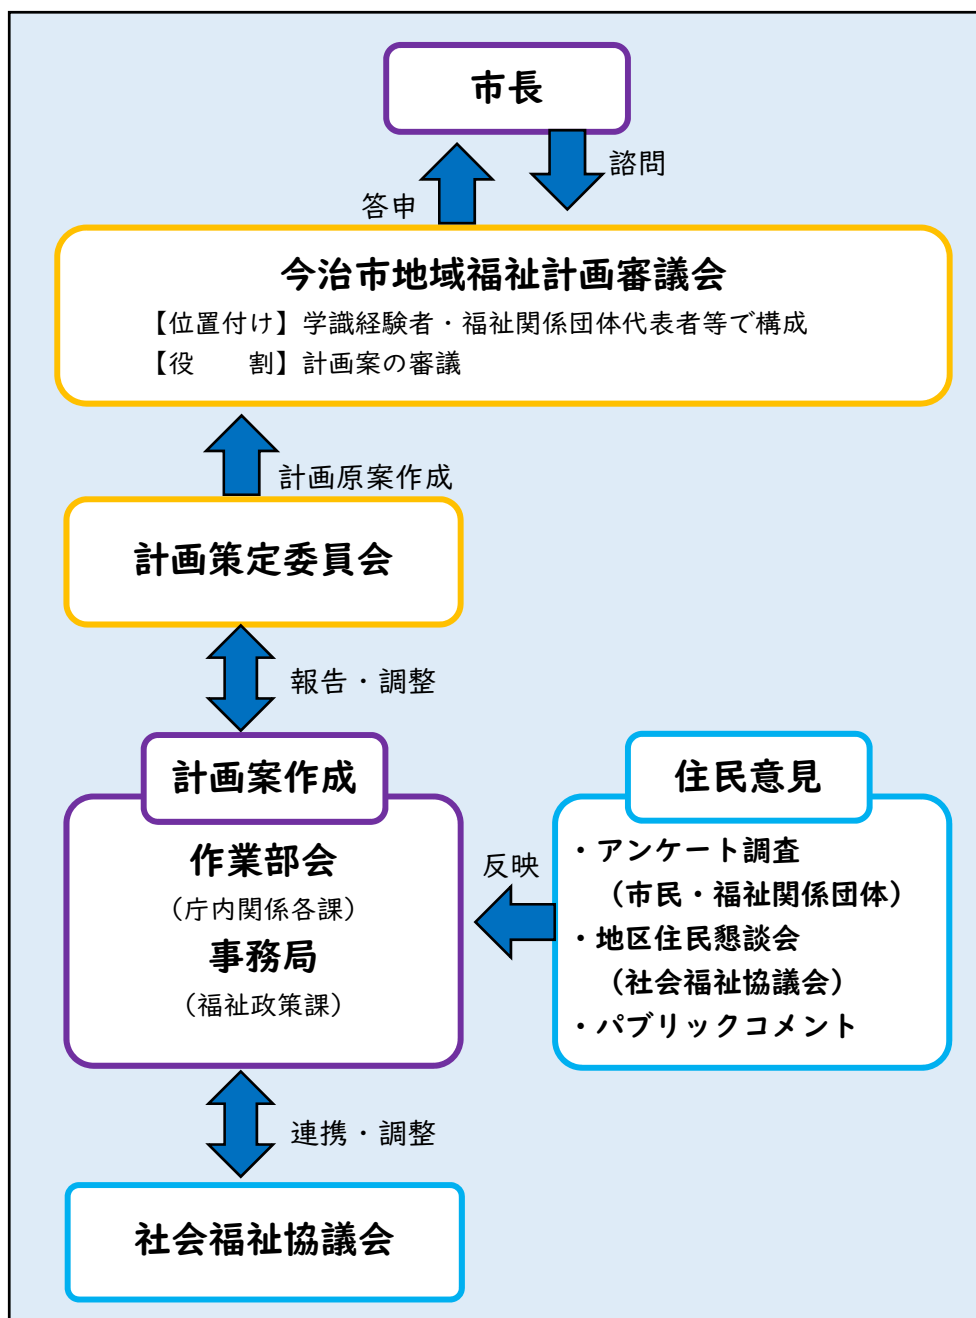 市長
諮問
答申
今治市地域福祉計画審議会
【位置付け】学識経験者・福祉関係団体代表者等で構成
【役　　割】計画案の審議
計画原案作成
計画策定委員会
報告・調整
計画案作成
作業部会
（庁内関係各課）
事務局
（福祉政策課）
反映
住民意見
・アンケート調査
（市民・福祉関係団体）
・地区住民懇談会
（社会福祉協議会）
・パブリックコメント
連携・調整
社会福祉協議会